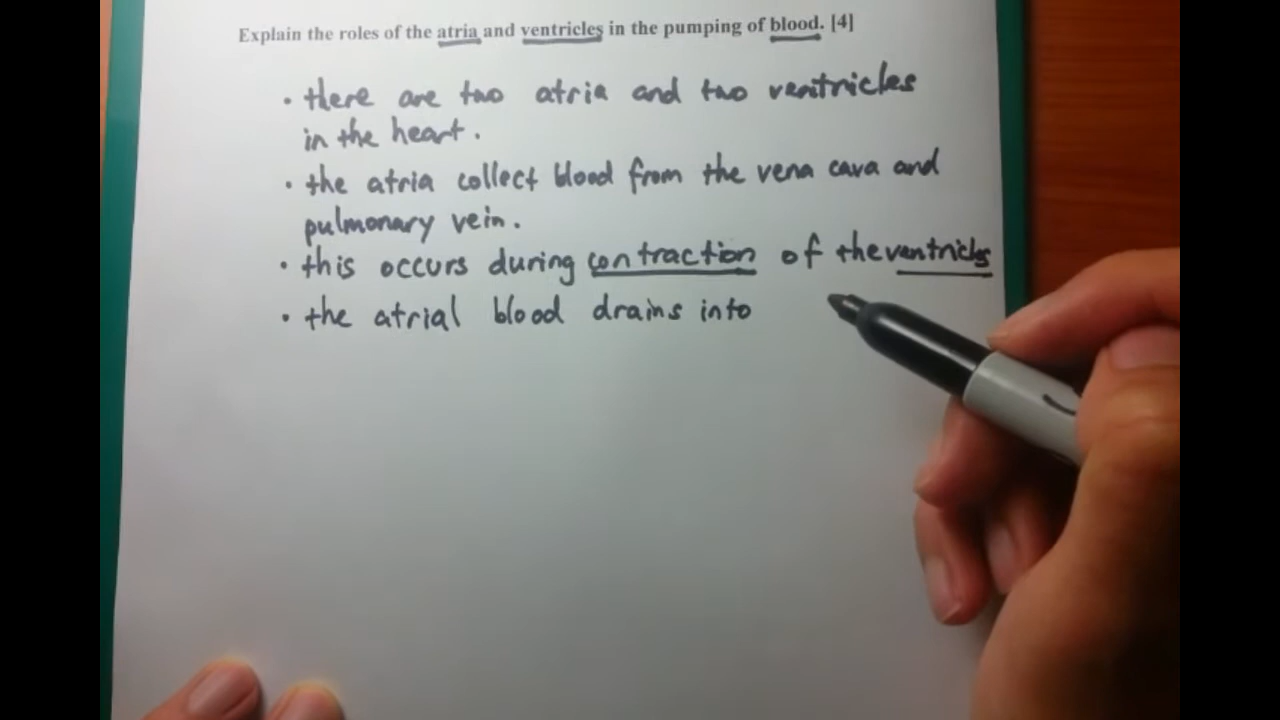 Explain the roles of the atria and ventricles in the pumping of blood. [4]
• there are two atria and two ventricles
in the heart.
• the atria collect blood from the vena cava and
pulmonary vein.
• this occurs during contraction of the ventricles
• the atrial blood drains into